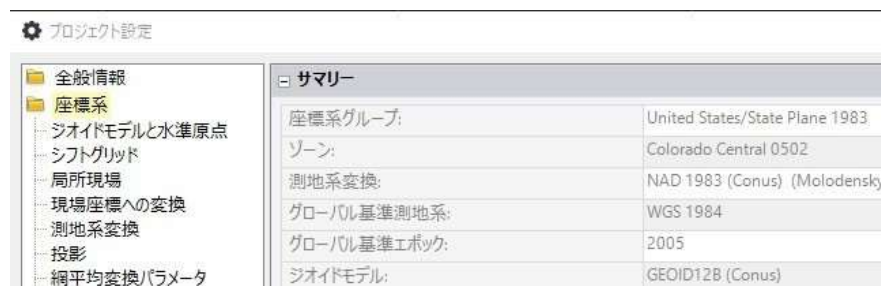 プロジェクト設定
全般情報
座標系
ジオイドモデルと水準原点
シフトグリッド
局所現場
現場座標への変換
測地系変換
投影
網平均変換パラメータ
サマリー
座標系グループ: United States/State Plane 1983
ゾーン: Colorado Central 0502
測地系変換: NAD 1983 (Conus) (Molodensky
グローバル基準測地系: WGS 1984
グローバル基準エポック: 2005
ジオイドモデル: GEOID12B (Conus)